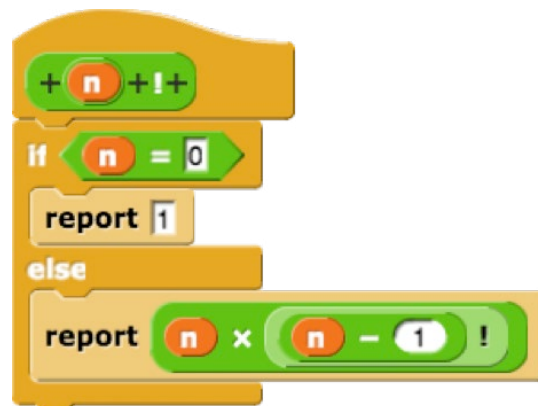 + n + ! +
if n = 0
report 1
else
report n × n - 1 !